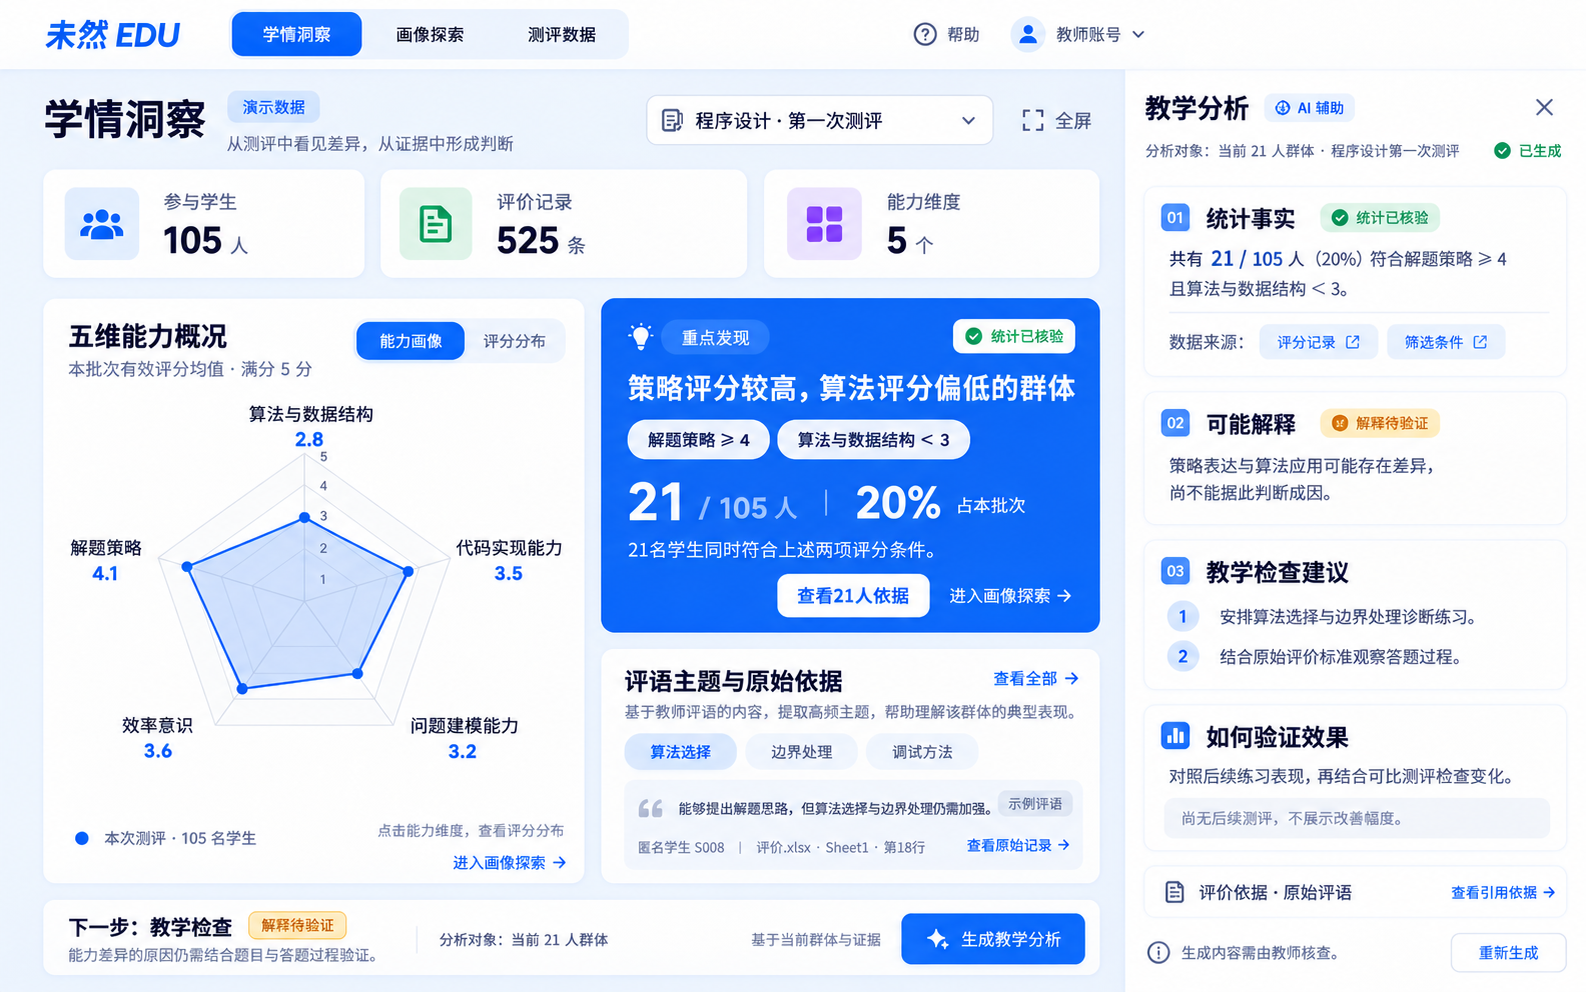 未然 EDU
学情洞察
画像探索
测评数据
帮助
教师账号
学情洞察
演示数据
从测评中看见差异，从证据中形成判断
程序设计 · 第一次测评
全屏
参与学生
105 人
评价记录
525 条
能力维度
5 个
五维能力概况
能力画像
评分分布
本批次有效评分均值 · 满分 5 分
算法与数据结构
2.8
5
4
3
2
1
解题策略
4.1
代码实现能力
3.5
效率意识
3.6
问题建模能力
3.2
本次测评 · 105 名学生
点击能力维度，查看评分分布
进入画像探索 →
重点发现
统计已核验
策略评分较高，算法评分偏低的群体
解题策略 ≥ 4
算法与数据结构 < 3
21 / 105 人
20% 占本批次
21名学生同时符合上述两项评分条件。
查看21人依据
进入画像探索 →
评语主题与原始依据
查看全部 →
基于教师评语的内容，提取高频主题，帮助理解该群体的典型表现。
算法选择
边界处理
调试方法
“ 能够提出解题思路，但算法选择与边界处理仍需加强。
示例评语
匿名学生 S008 | 评价.xlsx · Sheet1 · 第18行
查看原始记录 →
下一步：教学检查
解释待验证
能力差异的原因仍需结合题目与答题过程验证。
分析对象：当前 21 人群体
基于当前群体与证据
生成教学分析
教学分析
AI 辅助
分析对象：当前 21 人群体 · 程序设计第一次测评
已生成
01 统计事实
统计已核验
共有 21 / 105 人（20%）符合解题策略 ≥ 4
且算法与数据结构 < 3。
数据来源：
评分记录
筛选条件
02 可能解释
解释待验证
策略表达与算法应用可能存在差异，
尚不能据此判断成因。
03 教学检查建议
1 安排算法选择与边界处理诊断练习。
2 结合原始评价标准观察答题过程。
如何验证效果
对照后续练习表现，再结合可比测评检查变化。
尚无后续测评，不展示改善幅度。
评价依据 · 原始评语
查看引用依据 →
生成内容需由教师核查。
重新生成